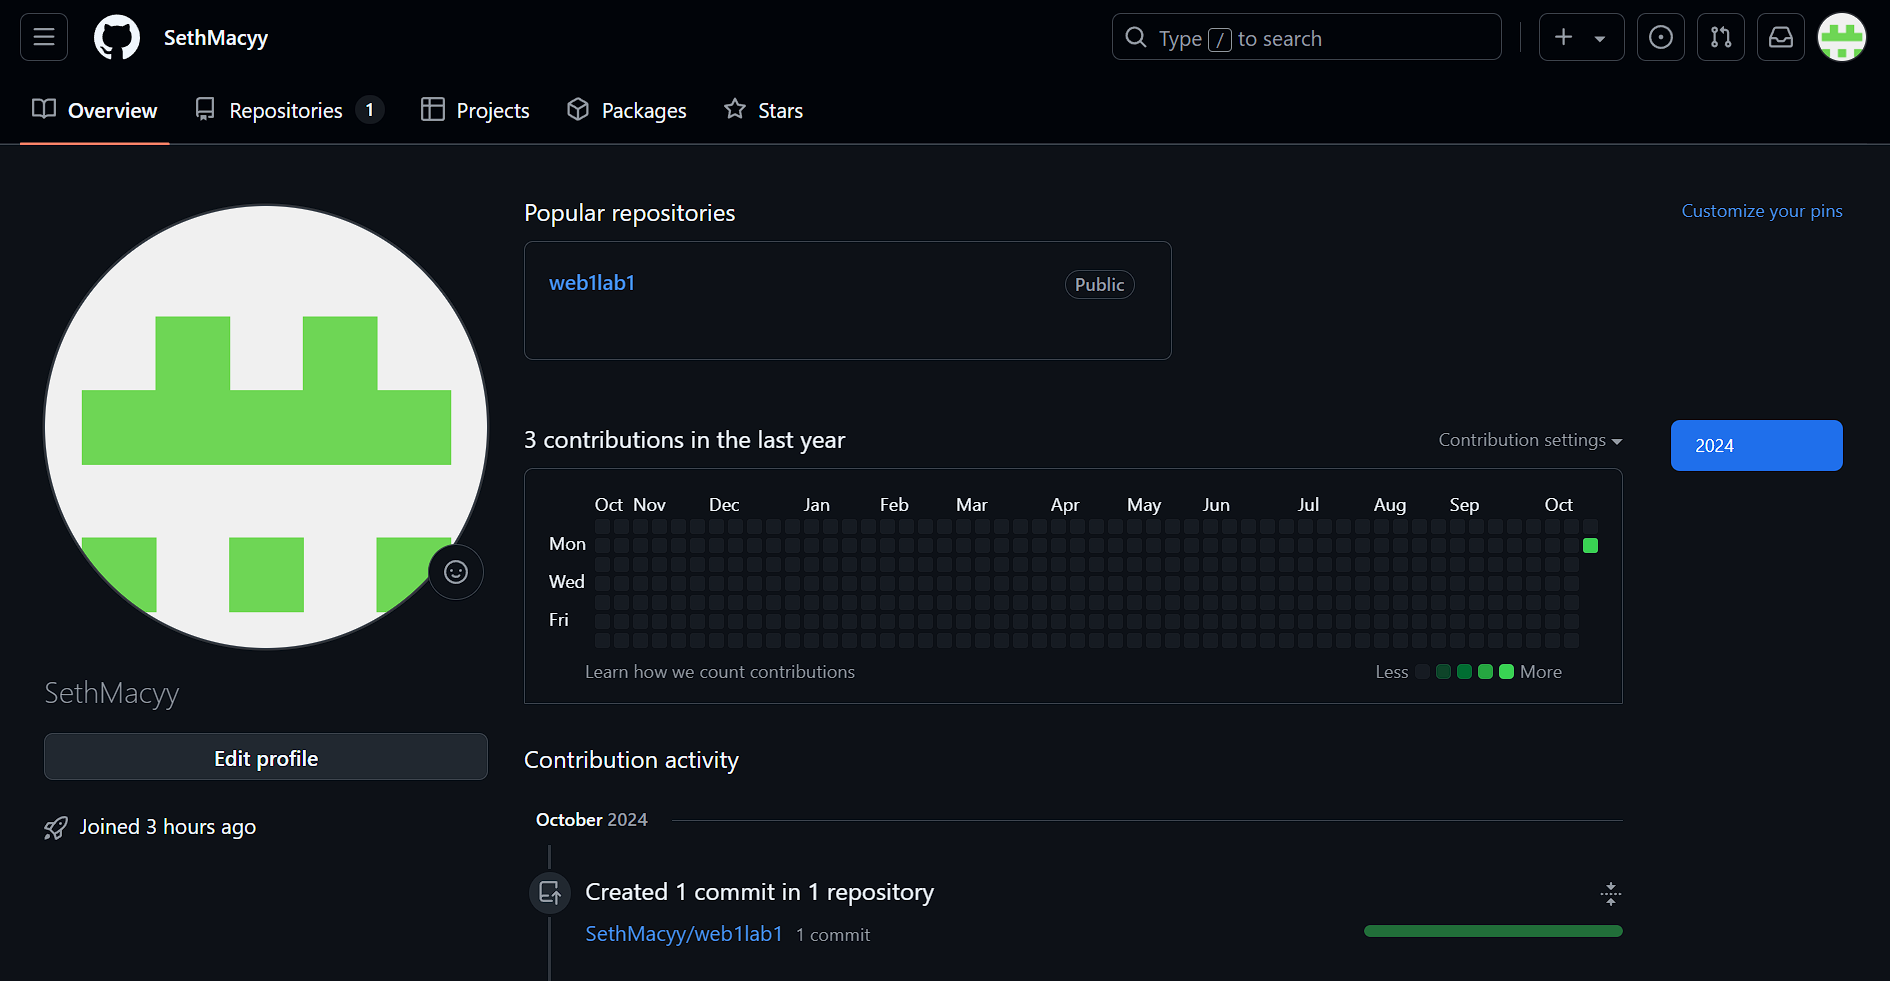 SethMacyy
Type / to search
Overview
Repositories 1
Projects
Packages
Stars
Popular repositories
Customize your pins
web1lab1
Public
3 contributions in the last year
Contribution settings
2024
Oct Nov Dec Jan Feb Mar Apr May Jun Jul Aug Sep Oct
Mon
Wed
Fri
Learn how we count contributions
Less More
SethMacyy
Edit profile
Joined 3 hours ago
Contribution activity
October 2024
Created 1 commit in 1 repository
SethMacyy/web1lab1 1 commit